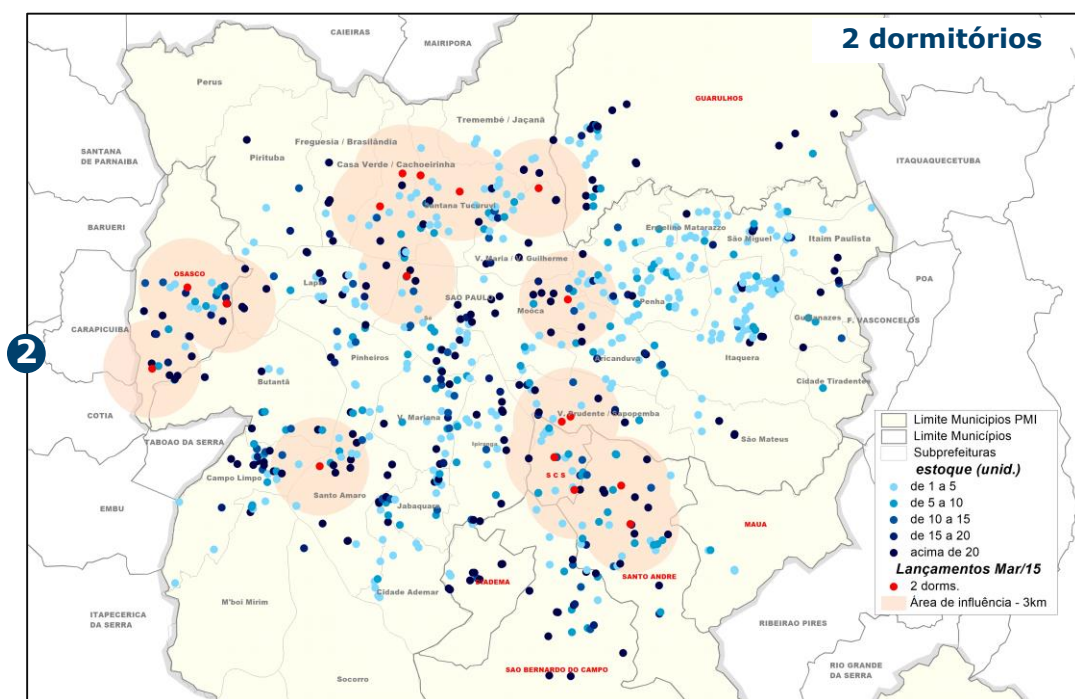 2 dormitórios
CAIEIRAS
MAIRIPORA
Perus
GUARULHOS
Tremembé / Jaçanã
Freguesia / Brasilândia
SANTANA
DE PARNAIBA
Pirituba
Casa Verde / Cachoeirinha
ITAQUAQUECETUBA
Santana Tucuruvi
BARUERI
Ermelino Matarazzo
São Miguel
Itaim Paulista
V. Maria / V. Guilherme
OSASCO
Lapa
POA
SAO PAULO
Penha
Mooca
Sé
Guaianazes
F. VASCONCELOS
CARAPICUIBA
2
Pinheiros
Aricanduva
Itaquera
Butantã
Cidade Tiradentes
COTIA
V. Mariana
V. Prudente / Sapopemba
TABOAO DA SERRA
Ipiranga
São Mateus
Campo Limpo
S C S
Santo Amaro
EMBU
Jabaquara
MAUA
DIADEMA
SANTO ANDRE
Cidade Ademar
M'boi Mirim
ITAPECERICA
DA SERRA
RIBEIRAO PIRES
SAO BERNARDO DO CAMPO
RIO GRANDE
DA SERRA
Socorro
Limite Municipios PMI
Limite Municípios
Subprefeituras
estoque (unid.)
de 1 a 5
de 5 a 10
de 10 a 15
de 15 a 20
acima de 20
Lançamentos Mar/15
2 dorms.
Área de influência - 3km